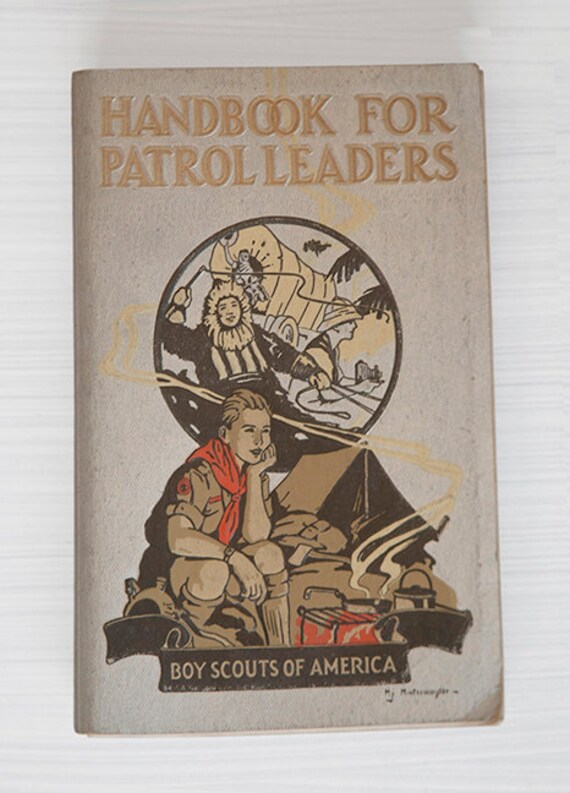 HANDBOOK FOR
PATROL LEADERS
BOY SCOUTS OF AMERICA